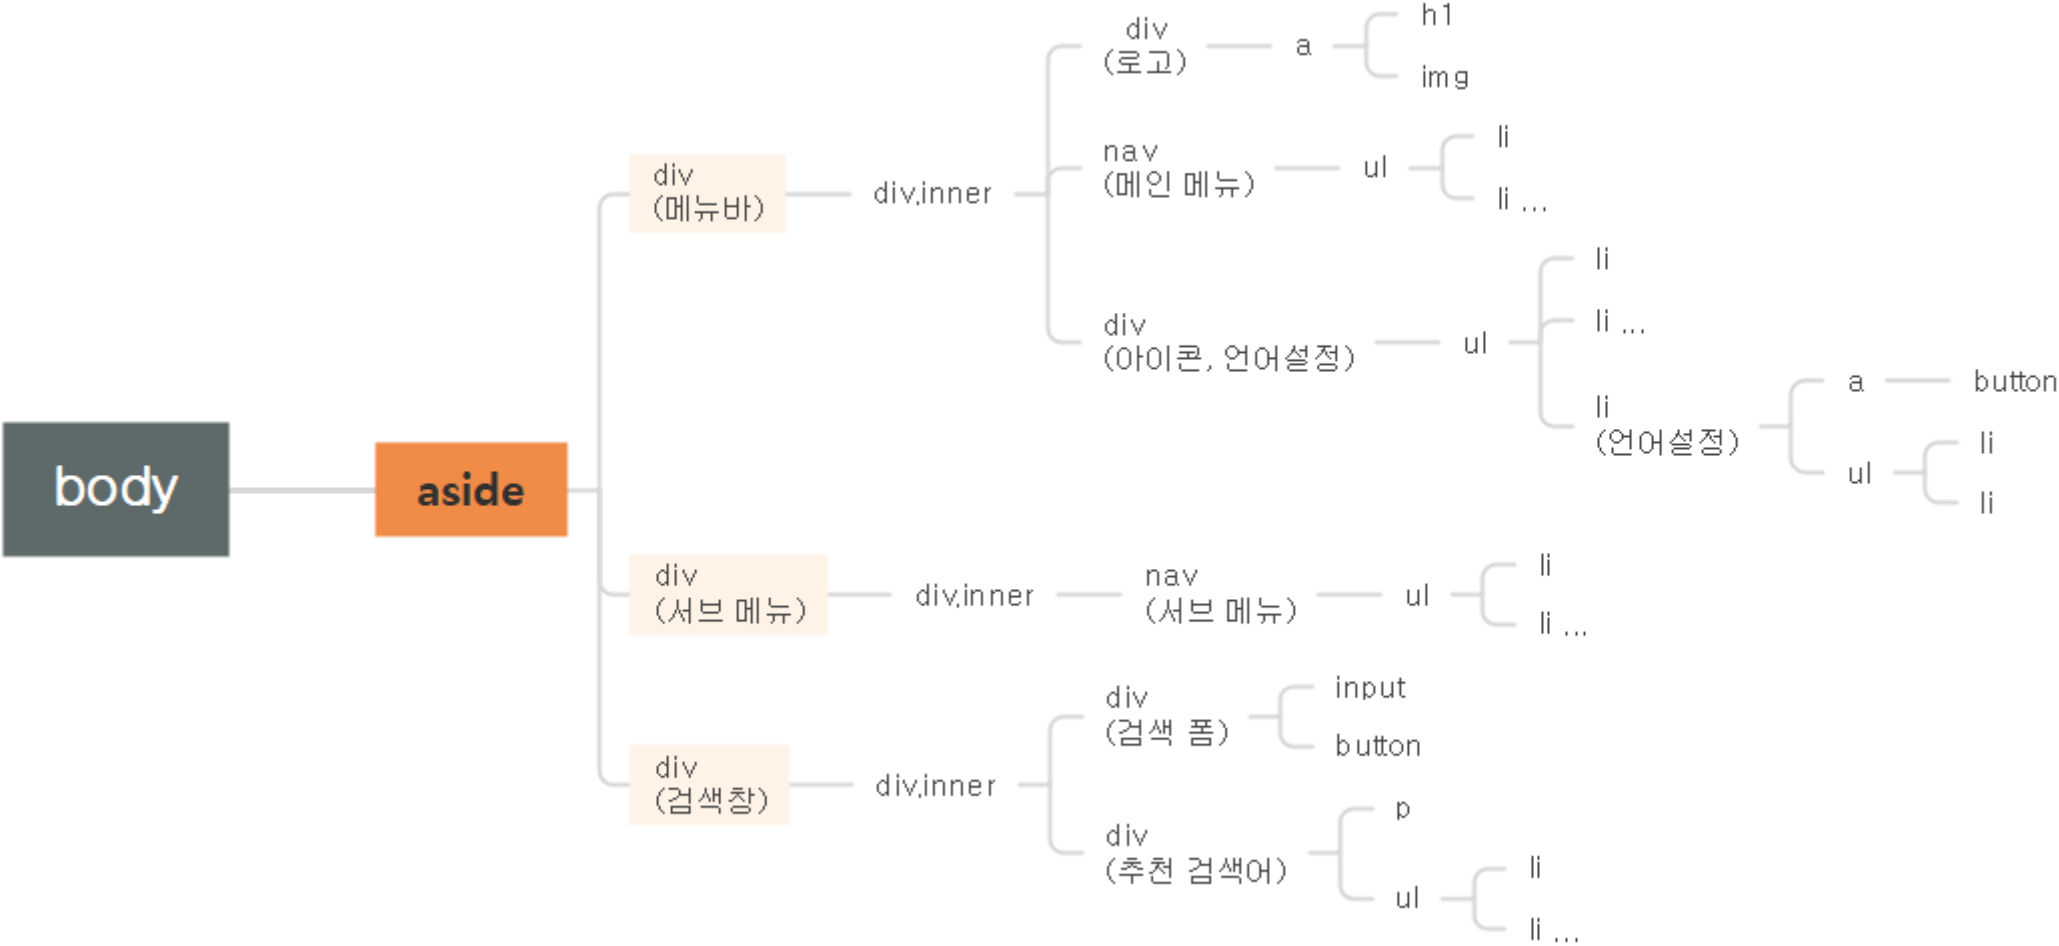 body
aside
div
(메뉴바)
div.inner
div
(로고)
a
h1
img
nav
(메인 메뉴)
ul
li
li ...
div
(아이콘, 언어설정)
ul
li
li ...
li
(언어설정)
a
button
ul
li
li
div
(서브 메뉴)
div.inner
nav
(서브 메뉴)
ul
li
li ...
div
(검색창)
div.inner
div
(검색 폼)
input
button
div
(추천 검색어)
p
ul
li
li ...